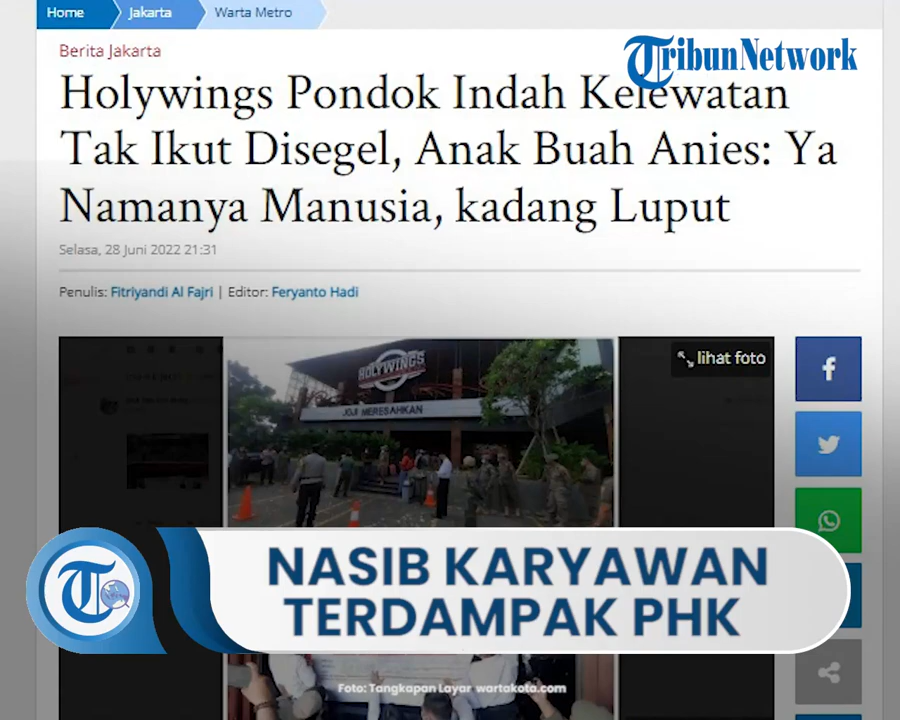 Home Jakarta Warta Metro
TribunNetwork
Berita Jakarta
Holywings Pondok Indah Kelewatan
Tak Ikut Disegel, Anak Buah Anies: Ya
Namanya Manusia, kadang Luput
Selasa, 28 Juni 2022 21:31
Penulis: Fitriyandi Al Fajri | Editor: Feryanto Hadi
lihat foto
HOLYWINGS
JOJI MERESAHKAN
NASIB KARYAWAN
TERDAMPAK PHK
Foto: Tangkapan Layar wartakota.com